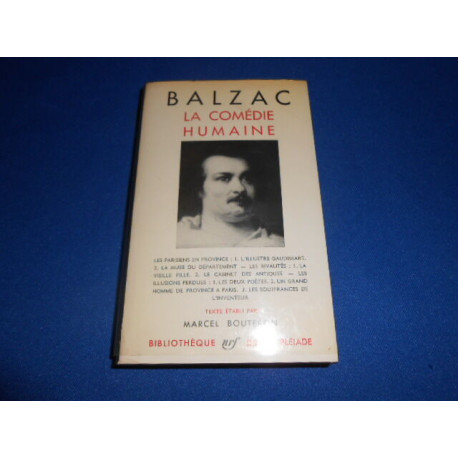 BALZAC
LA COMÉDIE
HUMAINE
LES PARISIENS EN PROVINCE : 1. L'ILLUSTRE GAUDISSART,
2. LA MUSE DU DÉPARTEMENT — LES RIVALITÉS : 1. LA
VIEILLE FILLE, 2. LE CABINET DES ANTIQUES — LES
ILLUSIONS PERDUES : 1. LES DEUX POÈTES, 2. UN GRAND
HOMME DE PROVINCE A PARIS, 3. LES SOUFFRANCES DE
L'INVENTEUR
TEXTE ÉTABLI PAR
MARCEL BOUTERON
BIBLIOTHÈQUE nrf DE LA PLÉIADE